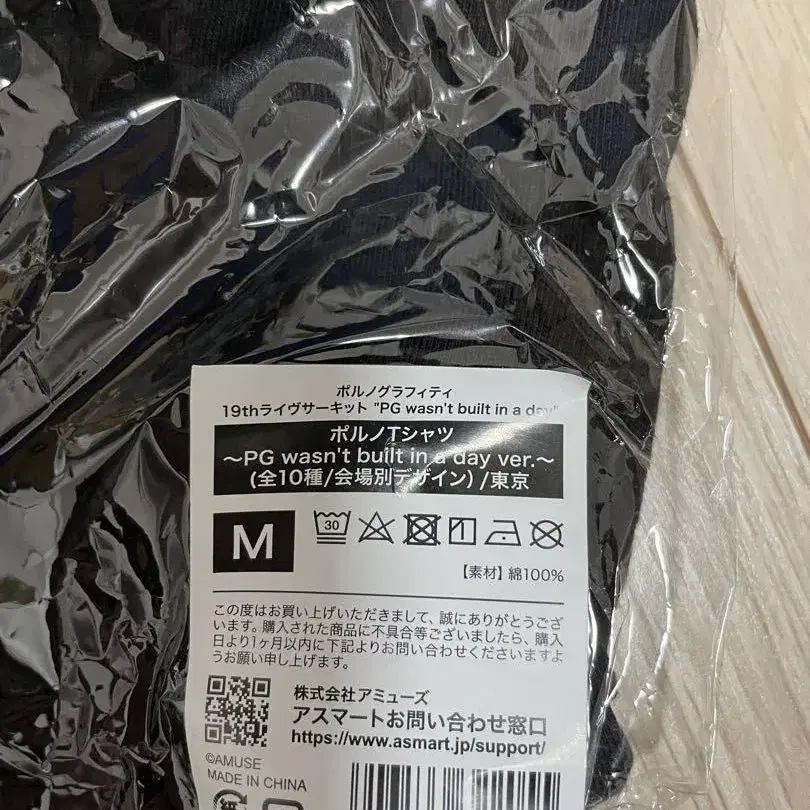 ポルノグラフィティ
19thライヴサーキット "PG wasn't built in a day"
ポルノTシャツ
～PG wasn't built in a day ver.～
(全10種/会場別デザイン)/東京
M
30
【素材】綿100%
この度はお買い上げいただきまして、誠にありがとうござ
います。購入された商品に不具合等ございましたら、購入
日より1ヶ月以内に下記よりお問い合わせくださいますよ
うお願い申し上げます。
株式会社アミューズ
アスマートお問い合わせ窓口
https://www.asmart.jp/support/
©AMUSE
MADE IN CHINA